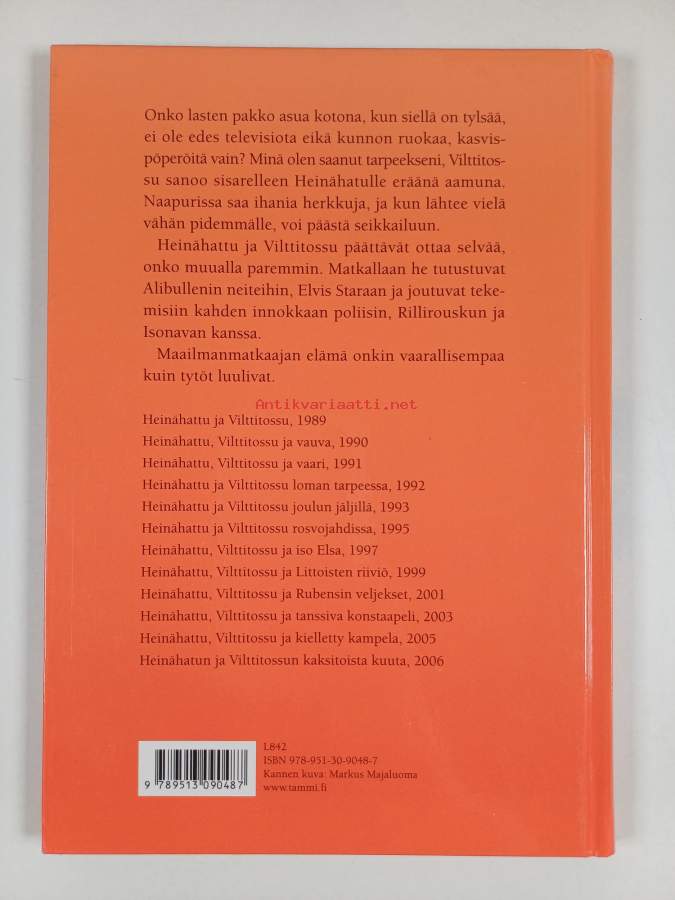 Onko lasten pakko asua kotona, kun siellä on tylsää,
ei ole edes televisiota eikä kunnon ruokaa, kasvis-
pöperöitä vain? Minä olen saanut tarpeekseni, Vilttitos-
su sanoo sisarelleen Heinähatulle eräänä aamuna.
Naapurissa saa ihania herkkuja, ja kun lähtee vielä
vähän pidemmälle, voi päästä seikkailuun.
Heinähattu ja Vilttitossu päättävät ottaa selvää,
onko muualla paremmin. Matkallaan he tutustuvat
Alibullenin neiteihin, Elvis Staraan ja joutuvat teke-
misiin kahden innokkaan poliisin, Rillirouskun ja
Isonavan kanssa.
Maailmanmatkaajan elämä onkin vaarallisempaa
kuin tytöt luulivat.
Antikvariaatti.net
Heinähattu ja Vilttitossu, 1989
Heinähattu, Vilttitossu ja vauva, 1990
Heinähattu, Vilttitossu ja vaari, 1991
Heinähattu ja Vilttitossu loman tarpeessa, 1992
Heinähattu ja Vilttitossu joulun jäljillä, 1993
Heinähattu ja Vilttitossu rosvojahdissa, 1995
Heinähattu, Vilttitossu ja iso Elsa, 1997
Heinähattu, Vilttitossu ja Littoisten riiviö, 1999
Heinähattu, Vilttitossu ja Rubensin veljekset, 2001
Heinähattu, Vilttitossu ja tanssiva konstaapeli, 2003
Heinähattu, Vilttitossu ja kielletty kampela, 2005
Heinähatun ja Vilttitossun kaksitoista kuuta, 2006
L842
ISBN 978-951-30-9048-7
Kannen kuva: Markus Majaluoma
www.tammi.fi
9 789513 090487